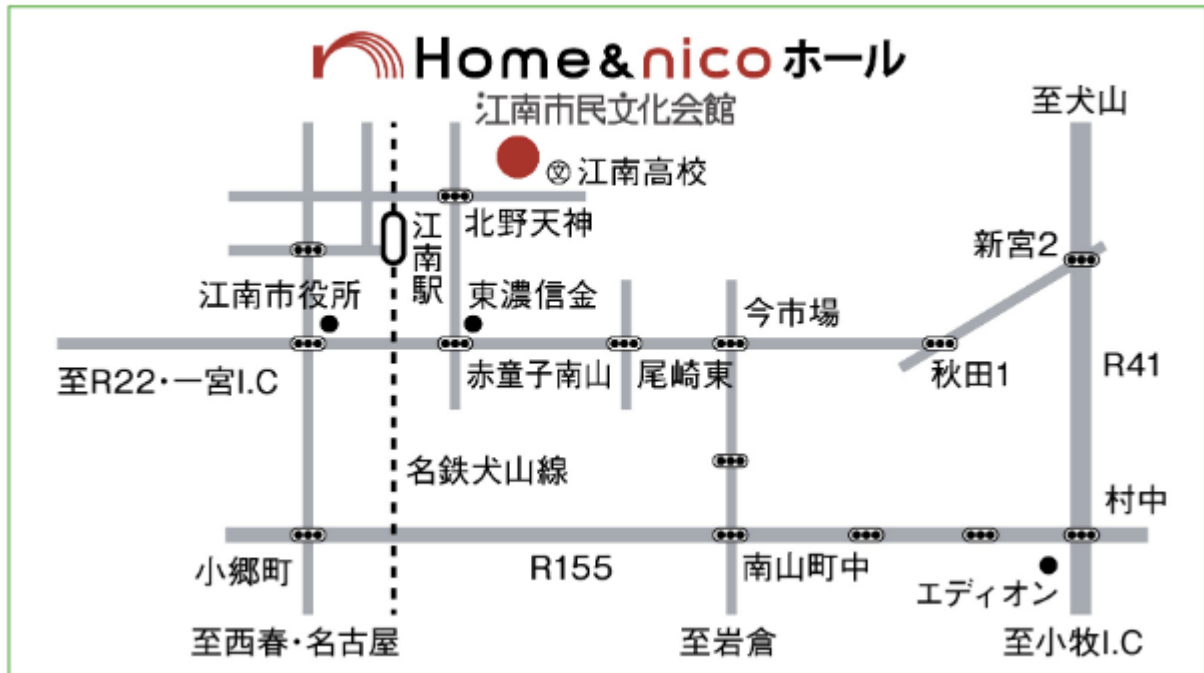 Home&nicoホール
江南市民文化会館
至犬山
文 江南高校
北野天神
江南駅
新宮2
江南市役所
東濃信金
今市場
至R22・一宮I.C
赤童子南山
尾崎東
秋田1
R41
名鉄犬山線
村中
小郷町
R155
南山町中
エディオン
至西春・名古屋
至岩倉
至小牧I.C